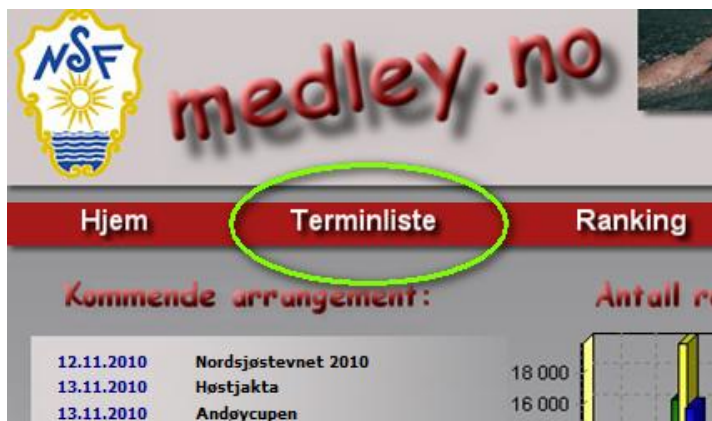 NSF
medley.no
Hjem Terminliste Ranking
Kommende arrangement: Antall r
12.11.2010 Nordsjøstevnet 2010
13.11.2010 Høstjakta
13.11.2010 Andøycupen
18 000
16 000